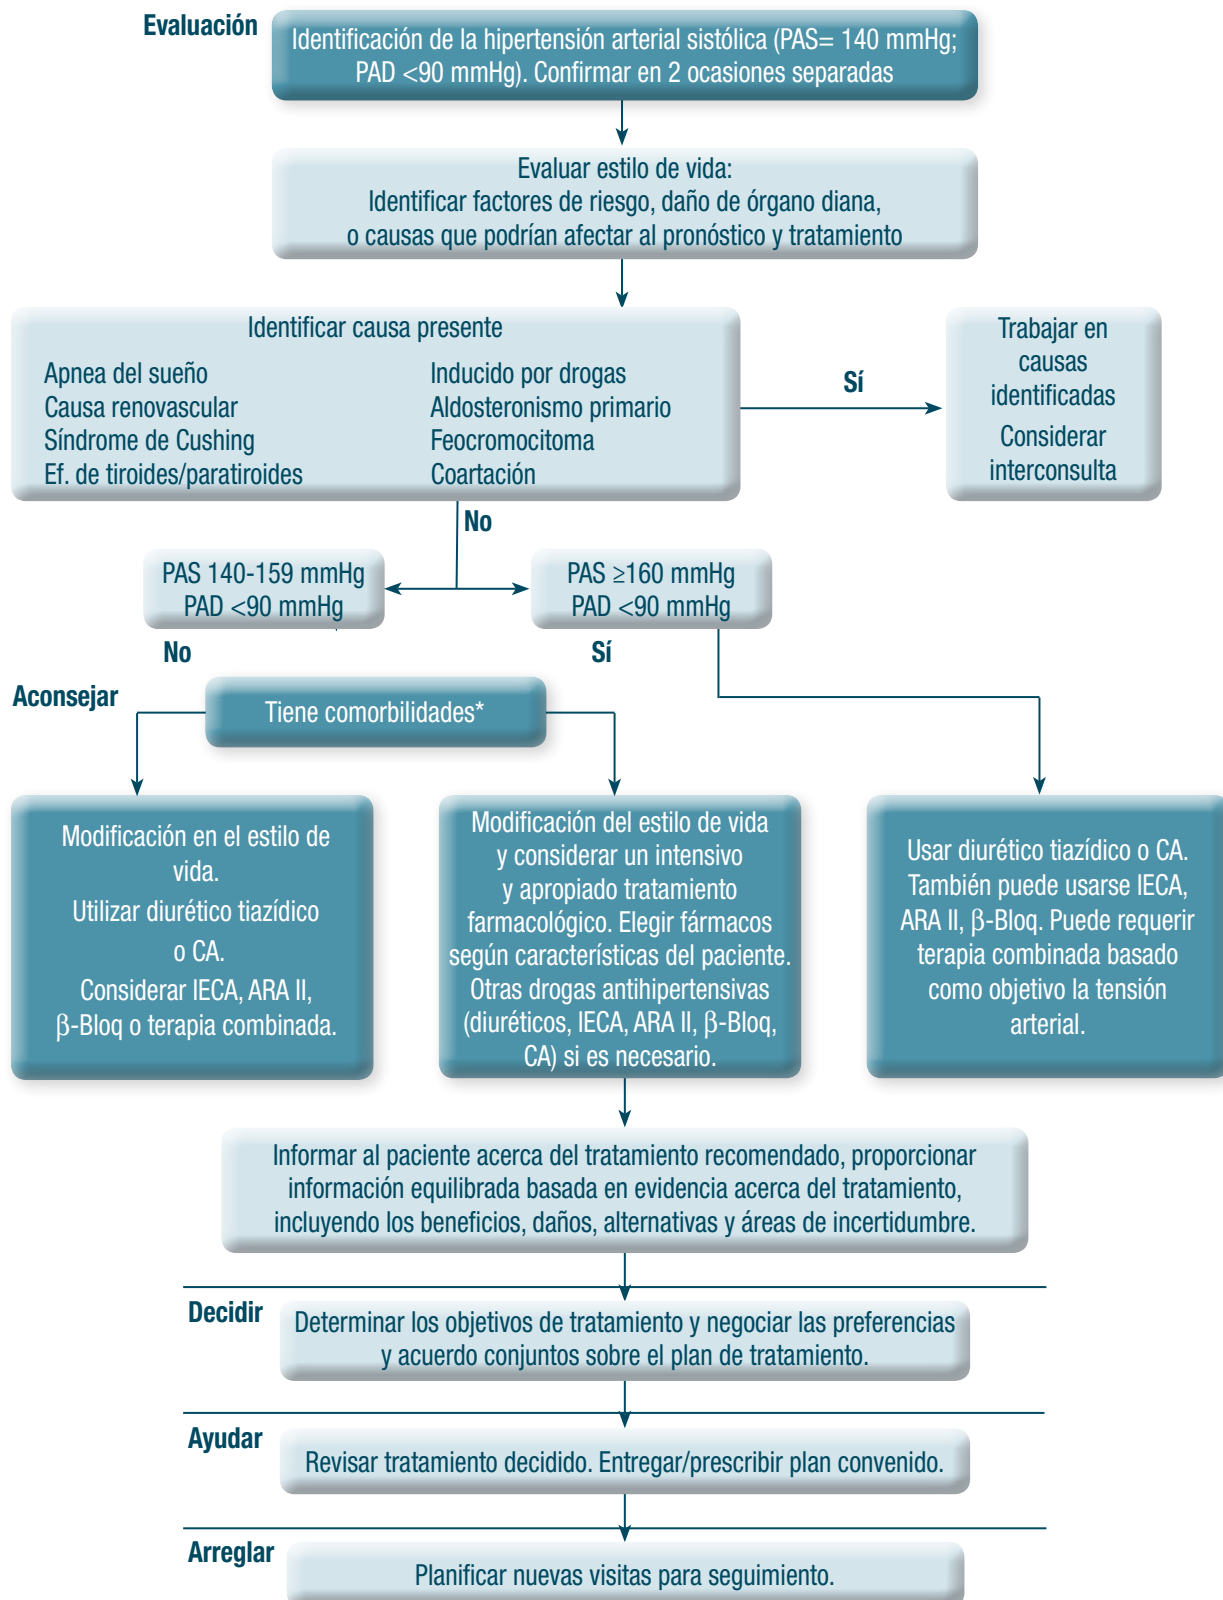 Evaluación
Identificación de la hipertensión arterial sistólica (PAS= 140 mmHg;
PAD <90 mmHg). Confirmar en 2 ocasiones separadas
Evaluar estilo de vida:
Identificar factores de riesgo, daño de órgano diana,
o causas que podrían afectar al pronóstico y tratamiento
Identificar causa presente
Apnea del sueño
Causa renovascular
Síndrome de Cushing
Ef. de tiroides/paratiroides
Inducido por drogas
Aldosteronismo primario
Feocromocitoma
Coartación
Sí
Trabajar en
causas
identificadas
Considerar
interconsulta
No
PAS 140-159 mmHg
PAD <90 mmHg
PAS ≥160 mmHg
PAD <90 mmHg
No
Sí
Aconsejar
Tiene comorbilidades*
Modificación en el estilo de
vida.
Utilizar diurético tiazídico
o CA.
Considerar IECA, ARA II,
β-Bloq o terapia combinada.
Modificación del estilo de vida
y considerar un intensivo
y apropiado tratamiento
farmacológico. Elegir fármacos
según características del paciente.
Otras drogas antihipertensivas
(diuréticos, IECA, ARA II, β-Bloq,
CA) si es necesario.
Usar diurético tiazídico o CA.
También puede usarse IECA,
ARA II, β-Bloq. Puede requerir
terapia combinada basado
como objetivo la tensión
arterial.
Informar al paciente acerca del tratamiento recomendado, proporcionar
información equilibrada basada en evidencia acerca del tratamiento,
incluyendo los beneficios, daños, alternativas y áreas de incertidumbre.
Decidir
Determinar los objetivos de tratamiento y negociar las preferencias
y acuerdo conjuntos sobre el plan de tratamiento.
Ayudar
Revisar tratamiento decidido. Entregar/prescribir plan convenido.
Arreglar
Planificar nuevas visitas para seguimiento.